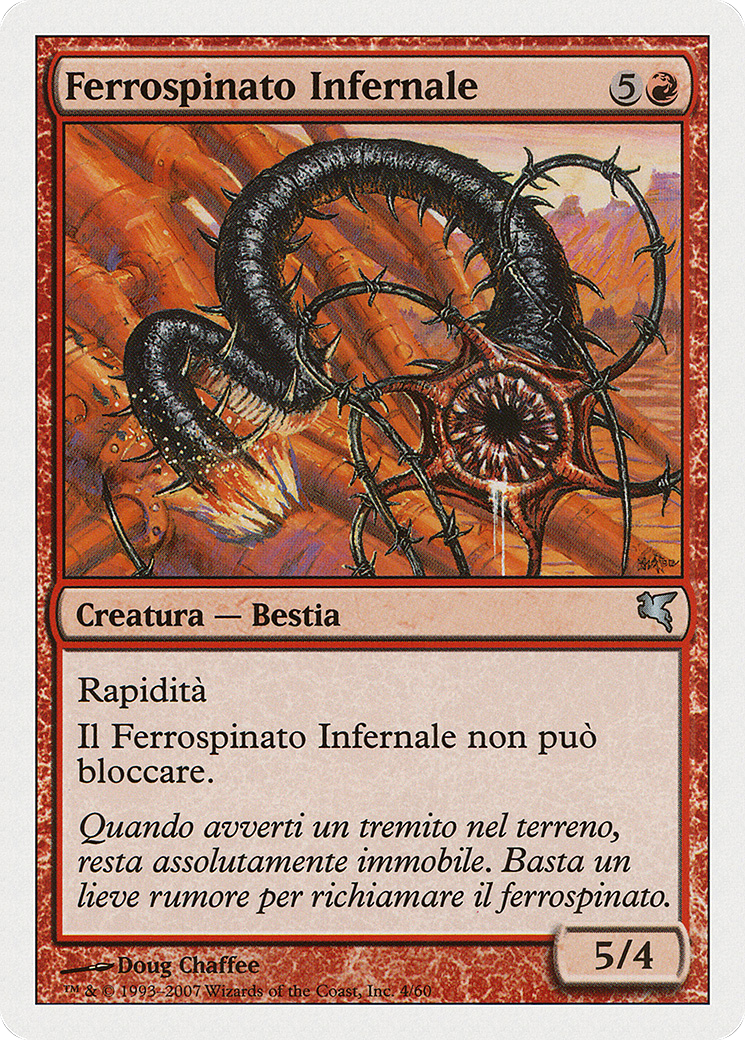 Ferrospinato Infernale 5
Creatura — Bestia
Rapidità
Il Ferrospinato Infernale non può
bloccare.
Quando avverti un tremito nel terreno,
resta assolutamente immobile. Basta un
lieve rumore per richiamare il ferrospinato.
5/4
Doug Chaffee
™ & © 1993–2007 Wizards of the Coast, Inc. 4/60